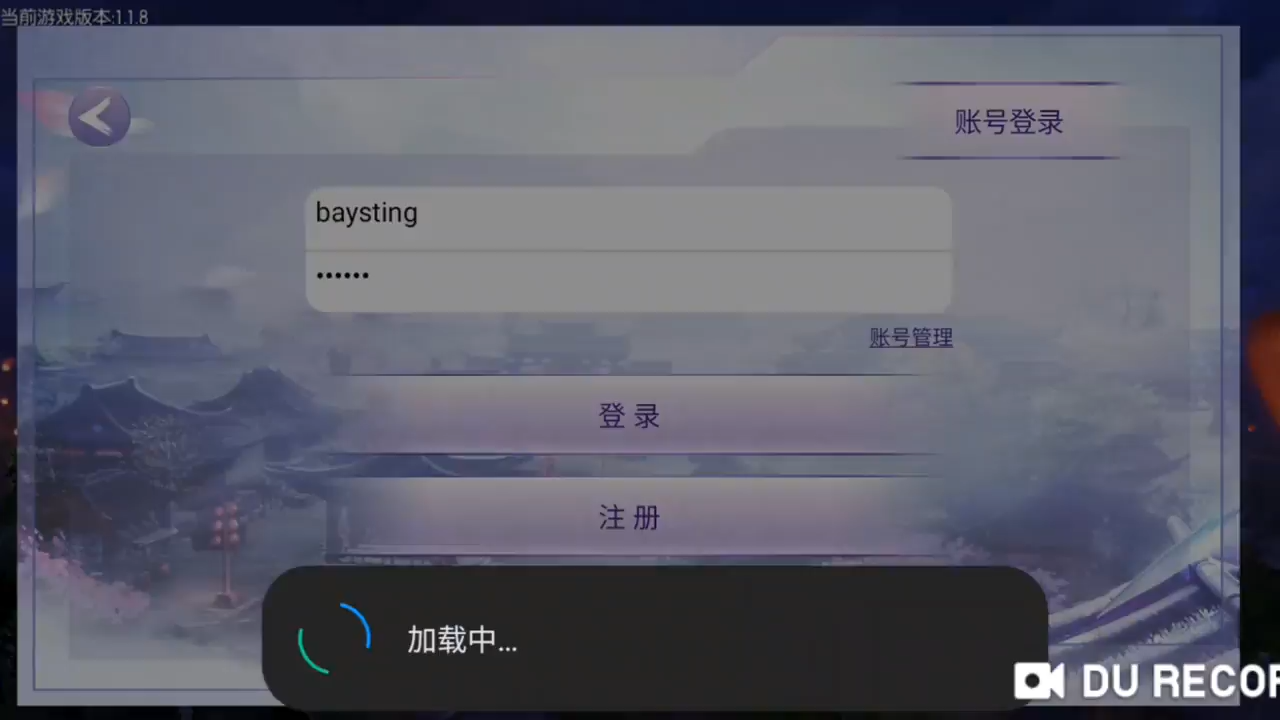 当前游戏版本:1.1.8
账号登录
baysting
••••••
账号管理
登 录
注 册
加载中...
DU RECOR